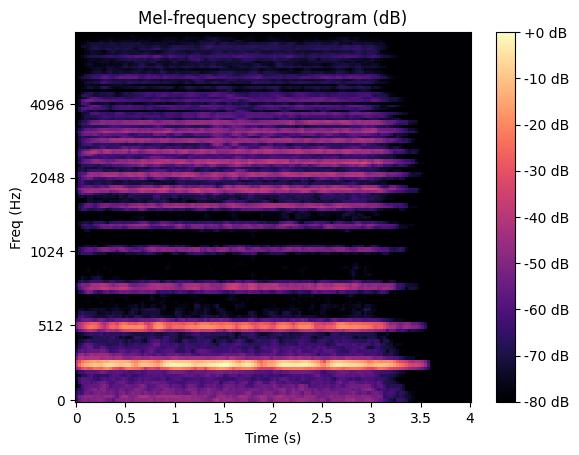 Mel-frequency spectrogram (dB)
+0 dB
-10 dB
-20 dB
-30 dB
-40 dB
-50 dB
-60 dB
-70 dB
-80 dB
Freq (Hz)
4096
2048
1024
512
0
0 0.5 1 1.5 2 2.5 3 3.5 4
Time (s)